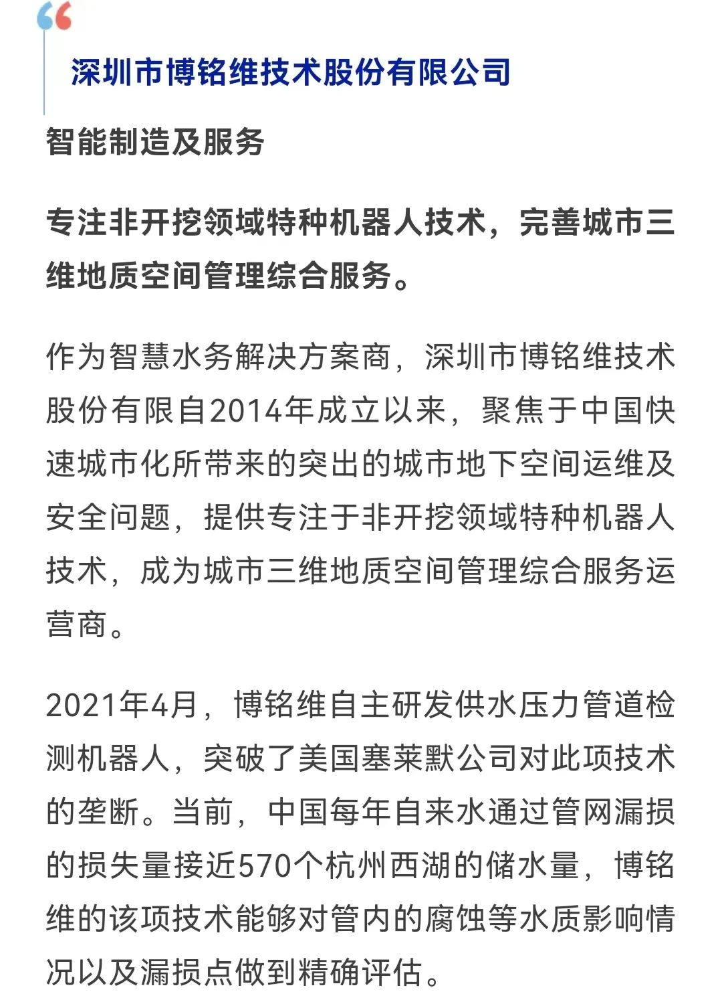 深圳市博铭维技术股份有限公司
智能制造及服务
专注非开挖领域特种机器人技术，完善城市三
维地质空间管理综合服务。
作为智慧水务解决方案商，深圳市博铭维技术
股份有限自2014年成立以来，聚焦于中国快
速城市化所带来的突出的城市地下空间运维及
安全问题，提供专注于非开挖领域特种机器人
技术，成为城市三维地质空间管理综合服务运
营商。
2021年4月，博铭维自主研发供水压力管道检
测机器人，突破了美国塞莱默公司对此项技术
的垄断。当前，中国每年自来水通过管网漏损
的损失量接近570个杭州西湖的储水量，博铭
维的该项技术能够对管内的腐蚀等水质影响情
况以及漏损点做到精确评估。